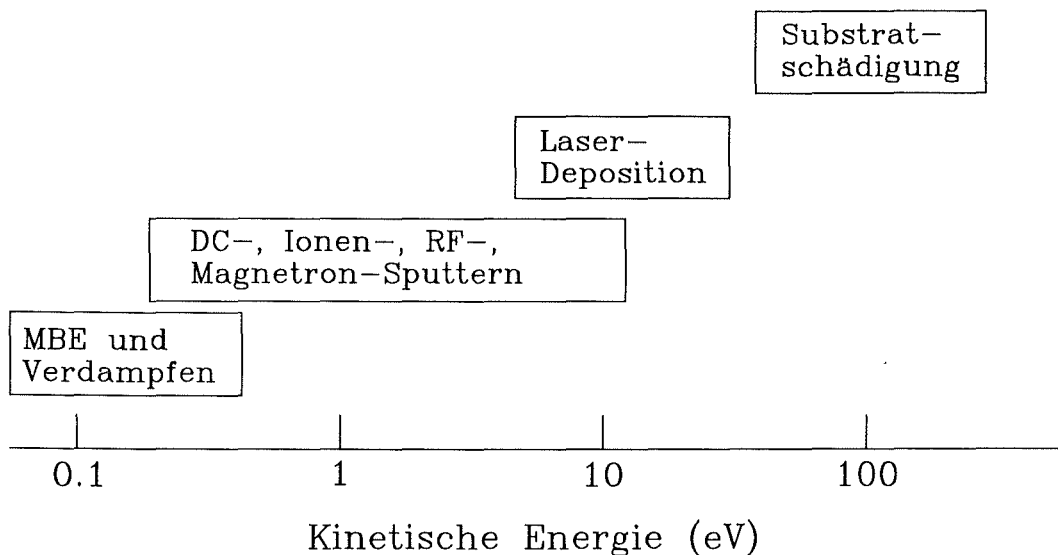 Substrat-
schädigung
Laser-
Deposition
DC-, Ionen-, RF-,
Magnetron-Sputtern
MBE und
Verdampfen
0.1 1 10 100
Kinetische Energie (eV)